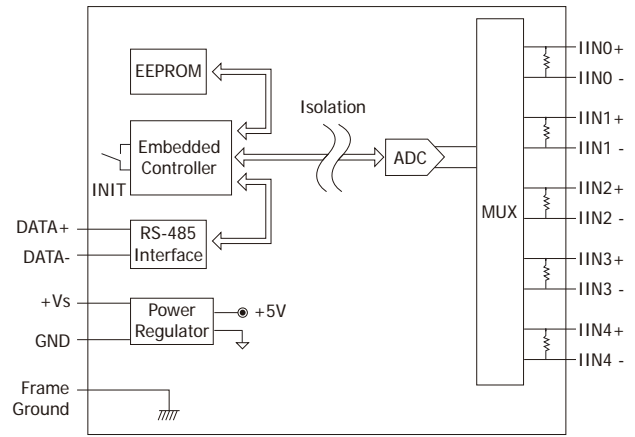 EEPROM
Isolation
Embedded
Controller
INIT
ADC
MUX
DATA+
DATA-
RS-485
Interface
+Vs
GND
Power
Regulator
+5V
Frame
Ground
IIN0+
IIN0 -
IIN1+
IIN1 -
IIN2+
IIN2 -
IIN3+
IIN3 -
IIN4+
IIN4 -